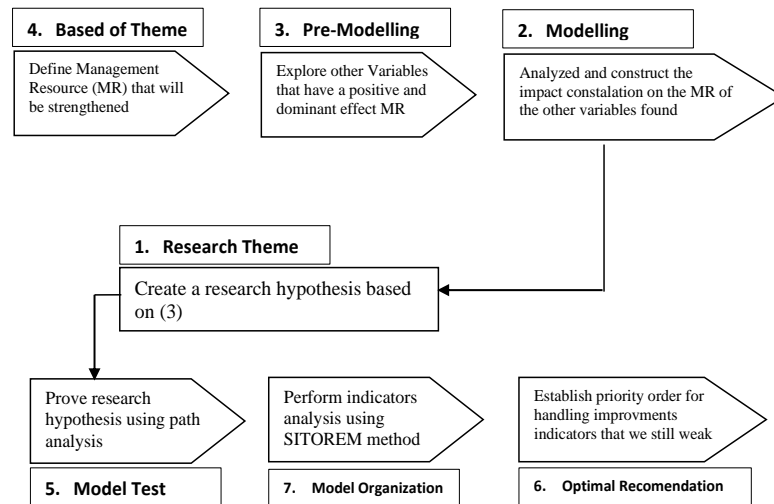 4. Based of Theme
Define Management
Resource (MR) that will
be strengthened
3. Pre-Modelling
Explore other Variables
that have a positive and
dominant effect MR
2. Modelling
Analyzed and construct the
impact constalation on the MR of
the other variables found
1. Research Theme
Create a research hypothesis based
on (3)
Prove research
hypothesis using path
analysis
5. Model Test
Perform indicators
analysis using
SITOREM method
7. Model Organization
Establish priority order for
handling improvments
indicators that we still weak
6. Optimal Recomendation